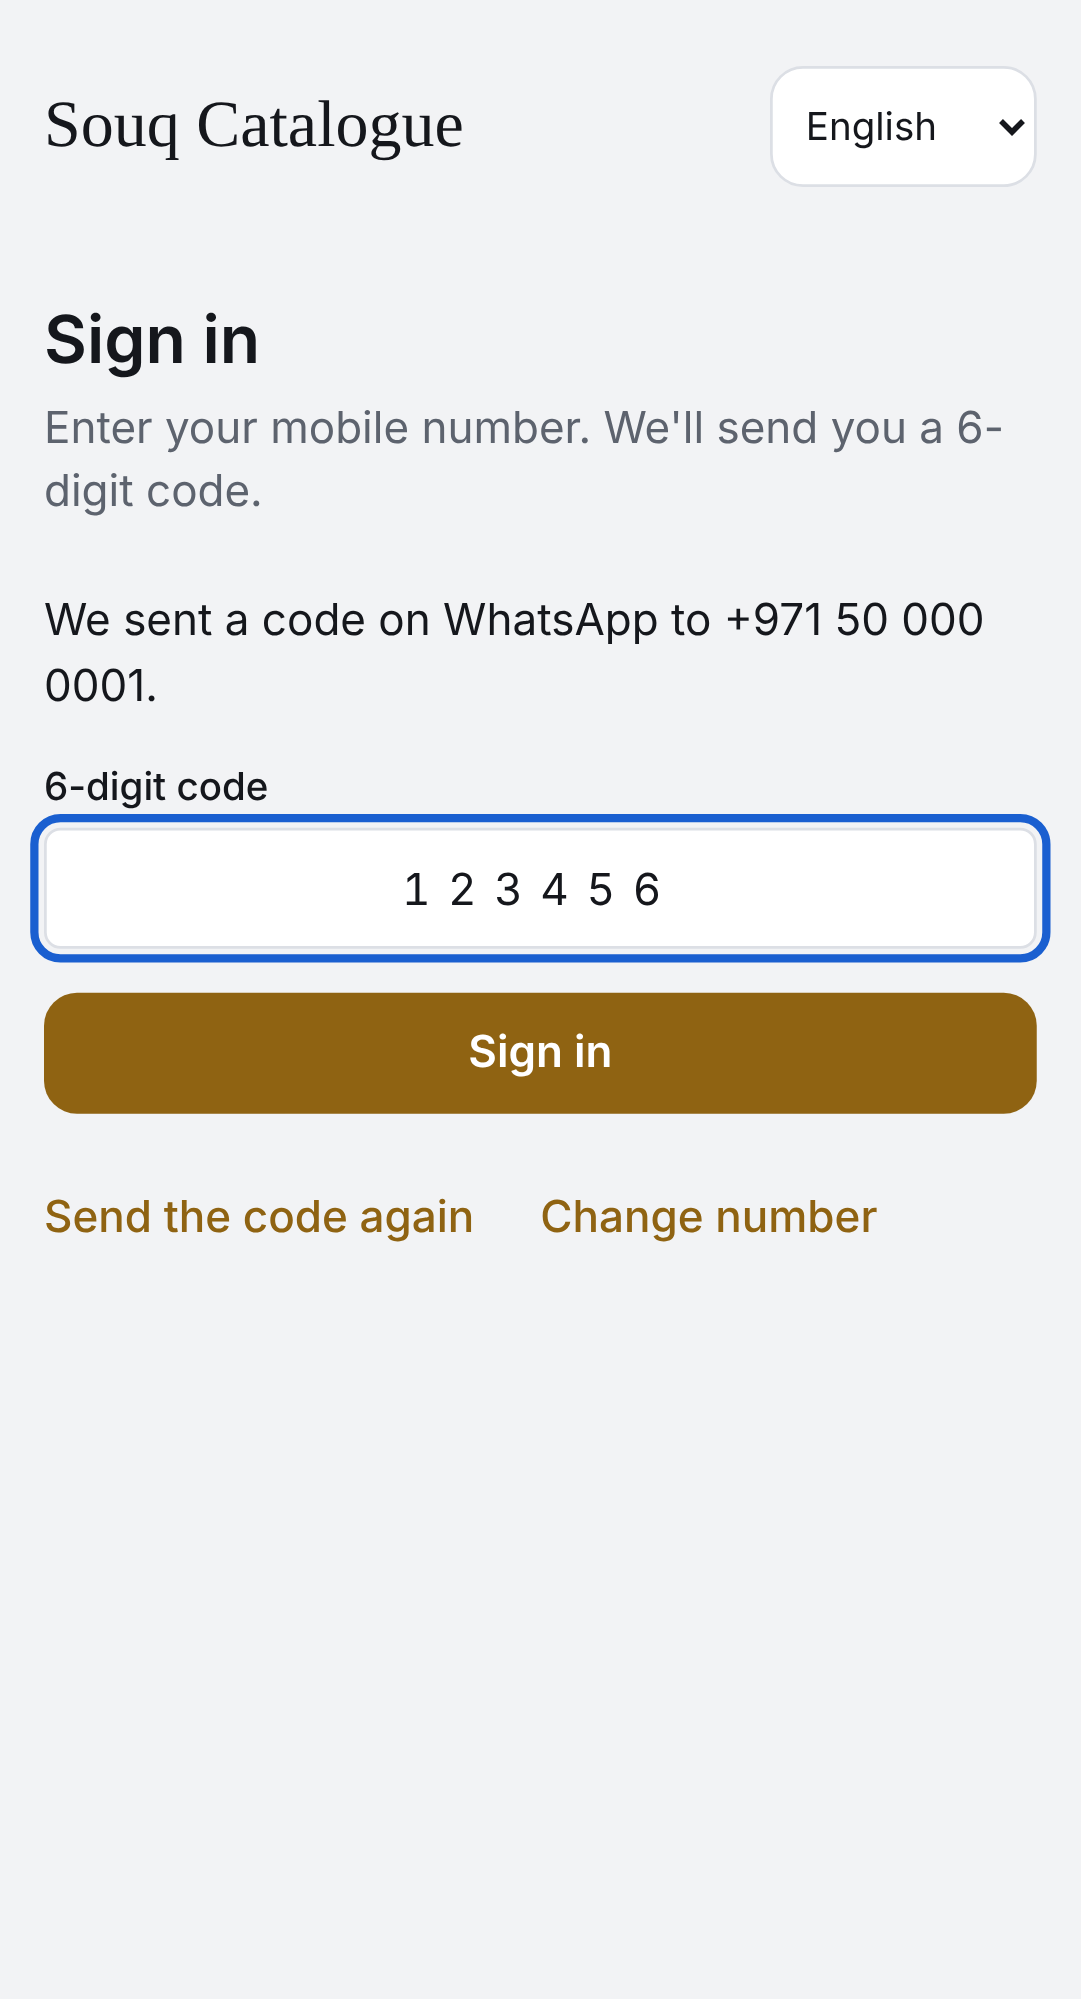 Souq Catalogue
English
Sign in
Enter your mobile number. We'll send you a 6-
digit code.
We sent a code on WhatsApp to +971 50 000
0001.
6-digit code
1 2 3 4 5 6
Sign in
Send the code again
Change number